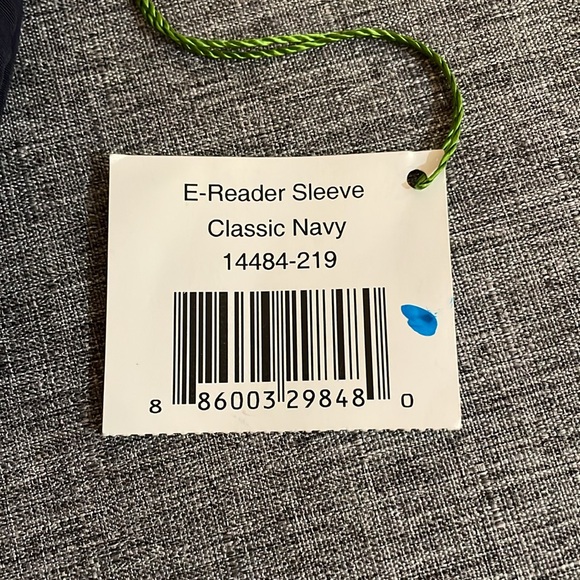 E-Reader Sleeve
Classic Navy
14484-219
8 86003 29848 0